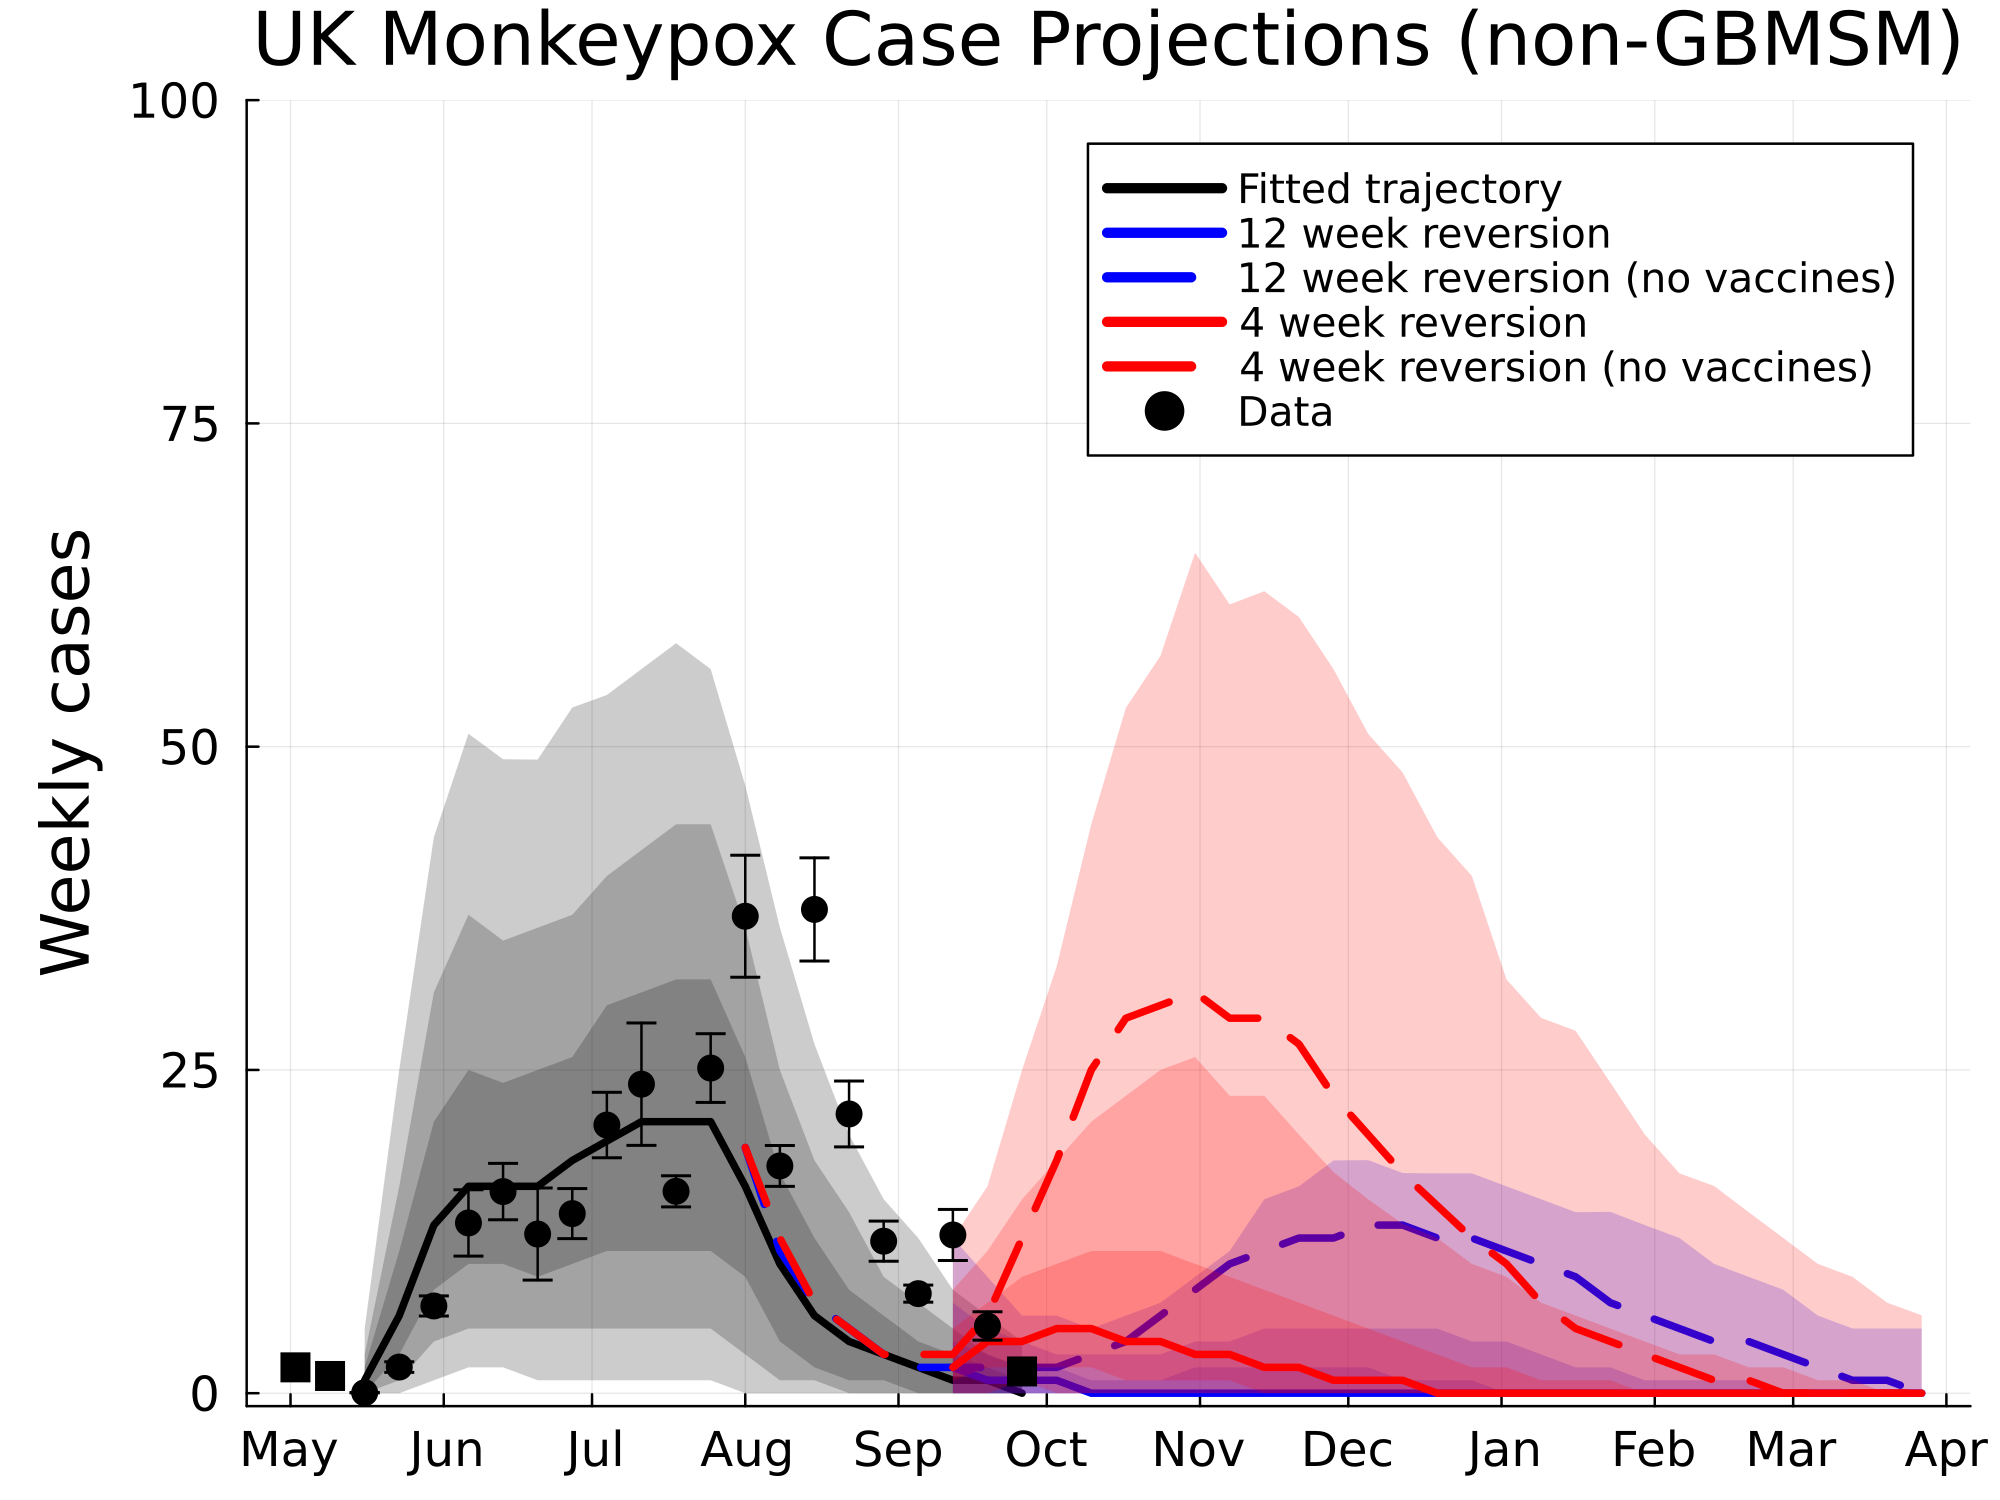 UK Monkeypox Case Projections (non-GBMSM)
100
75
50
25
0
Weekly cases
Fitted trajectory
12 week reversion
12 week reversion (no vaccines)
4 week reversion
4 week reversion (no vaccines)
Data
May Jun Jul Aug Sep Oct Nov Dec Jan Feb Mar Apr